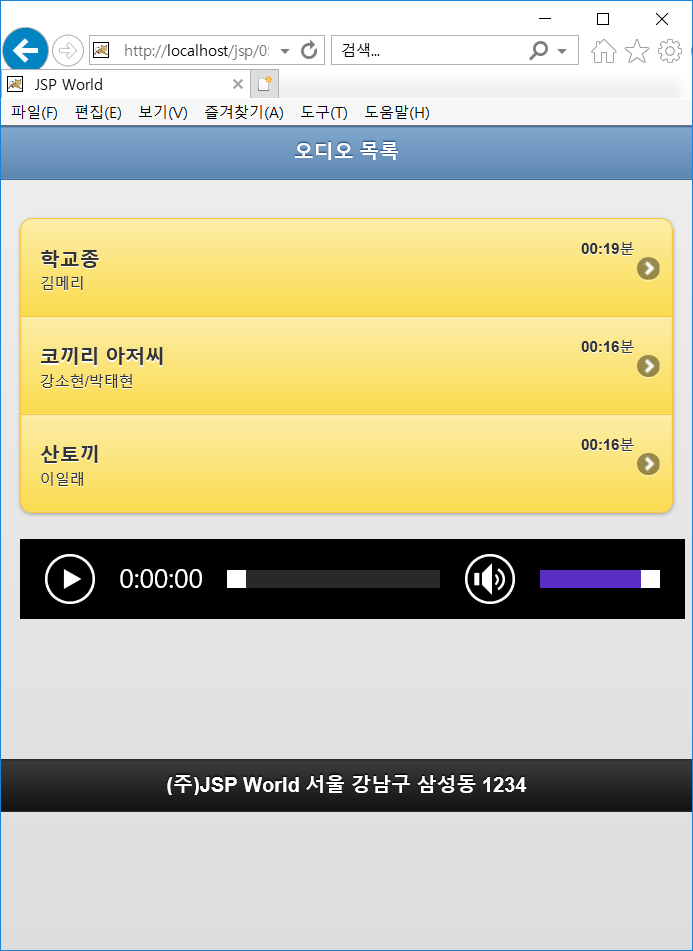 http://localhost/jsp/05
검색...
JSP World
파일(F) 편집(E) 보기(V) 즐겨찾기(A) 도구(T) 도움말(H)
오디오 목록
학교종
00:19분
김메리
코끼리 아저씨
00:16분
강소현/박태현
산토끼
00:16분
이일래
0:00:00
(주)JSP World 서울 강남구 삼성동 1234